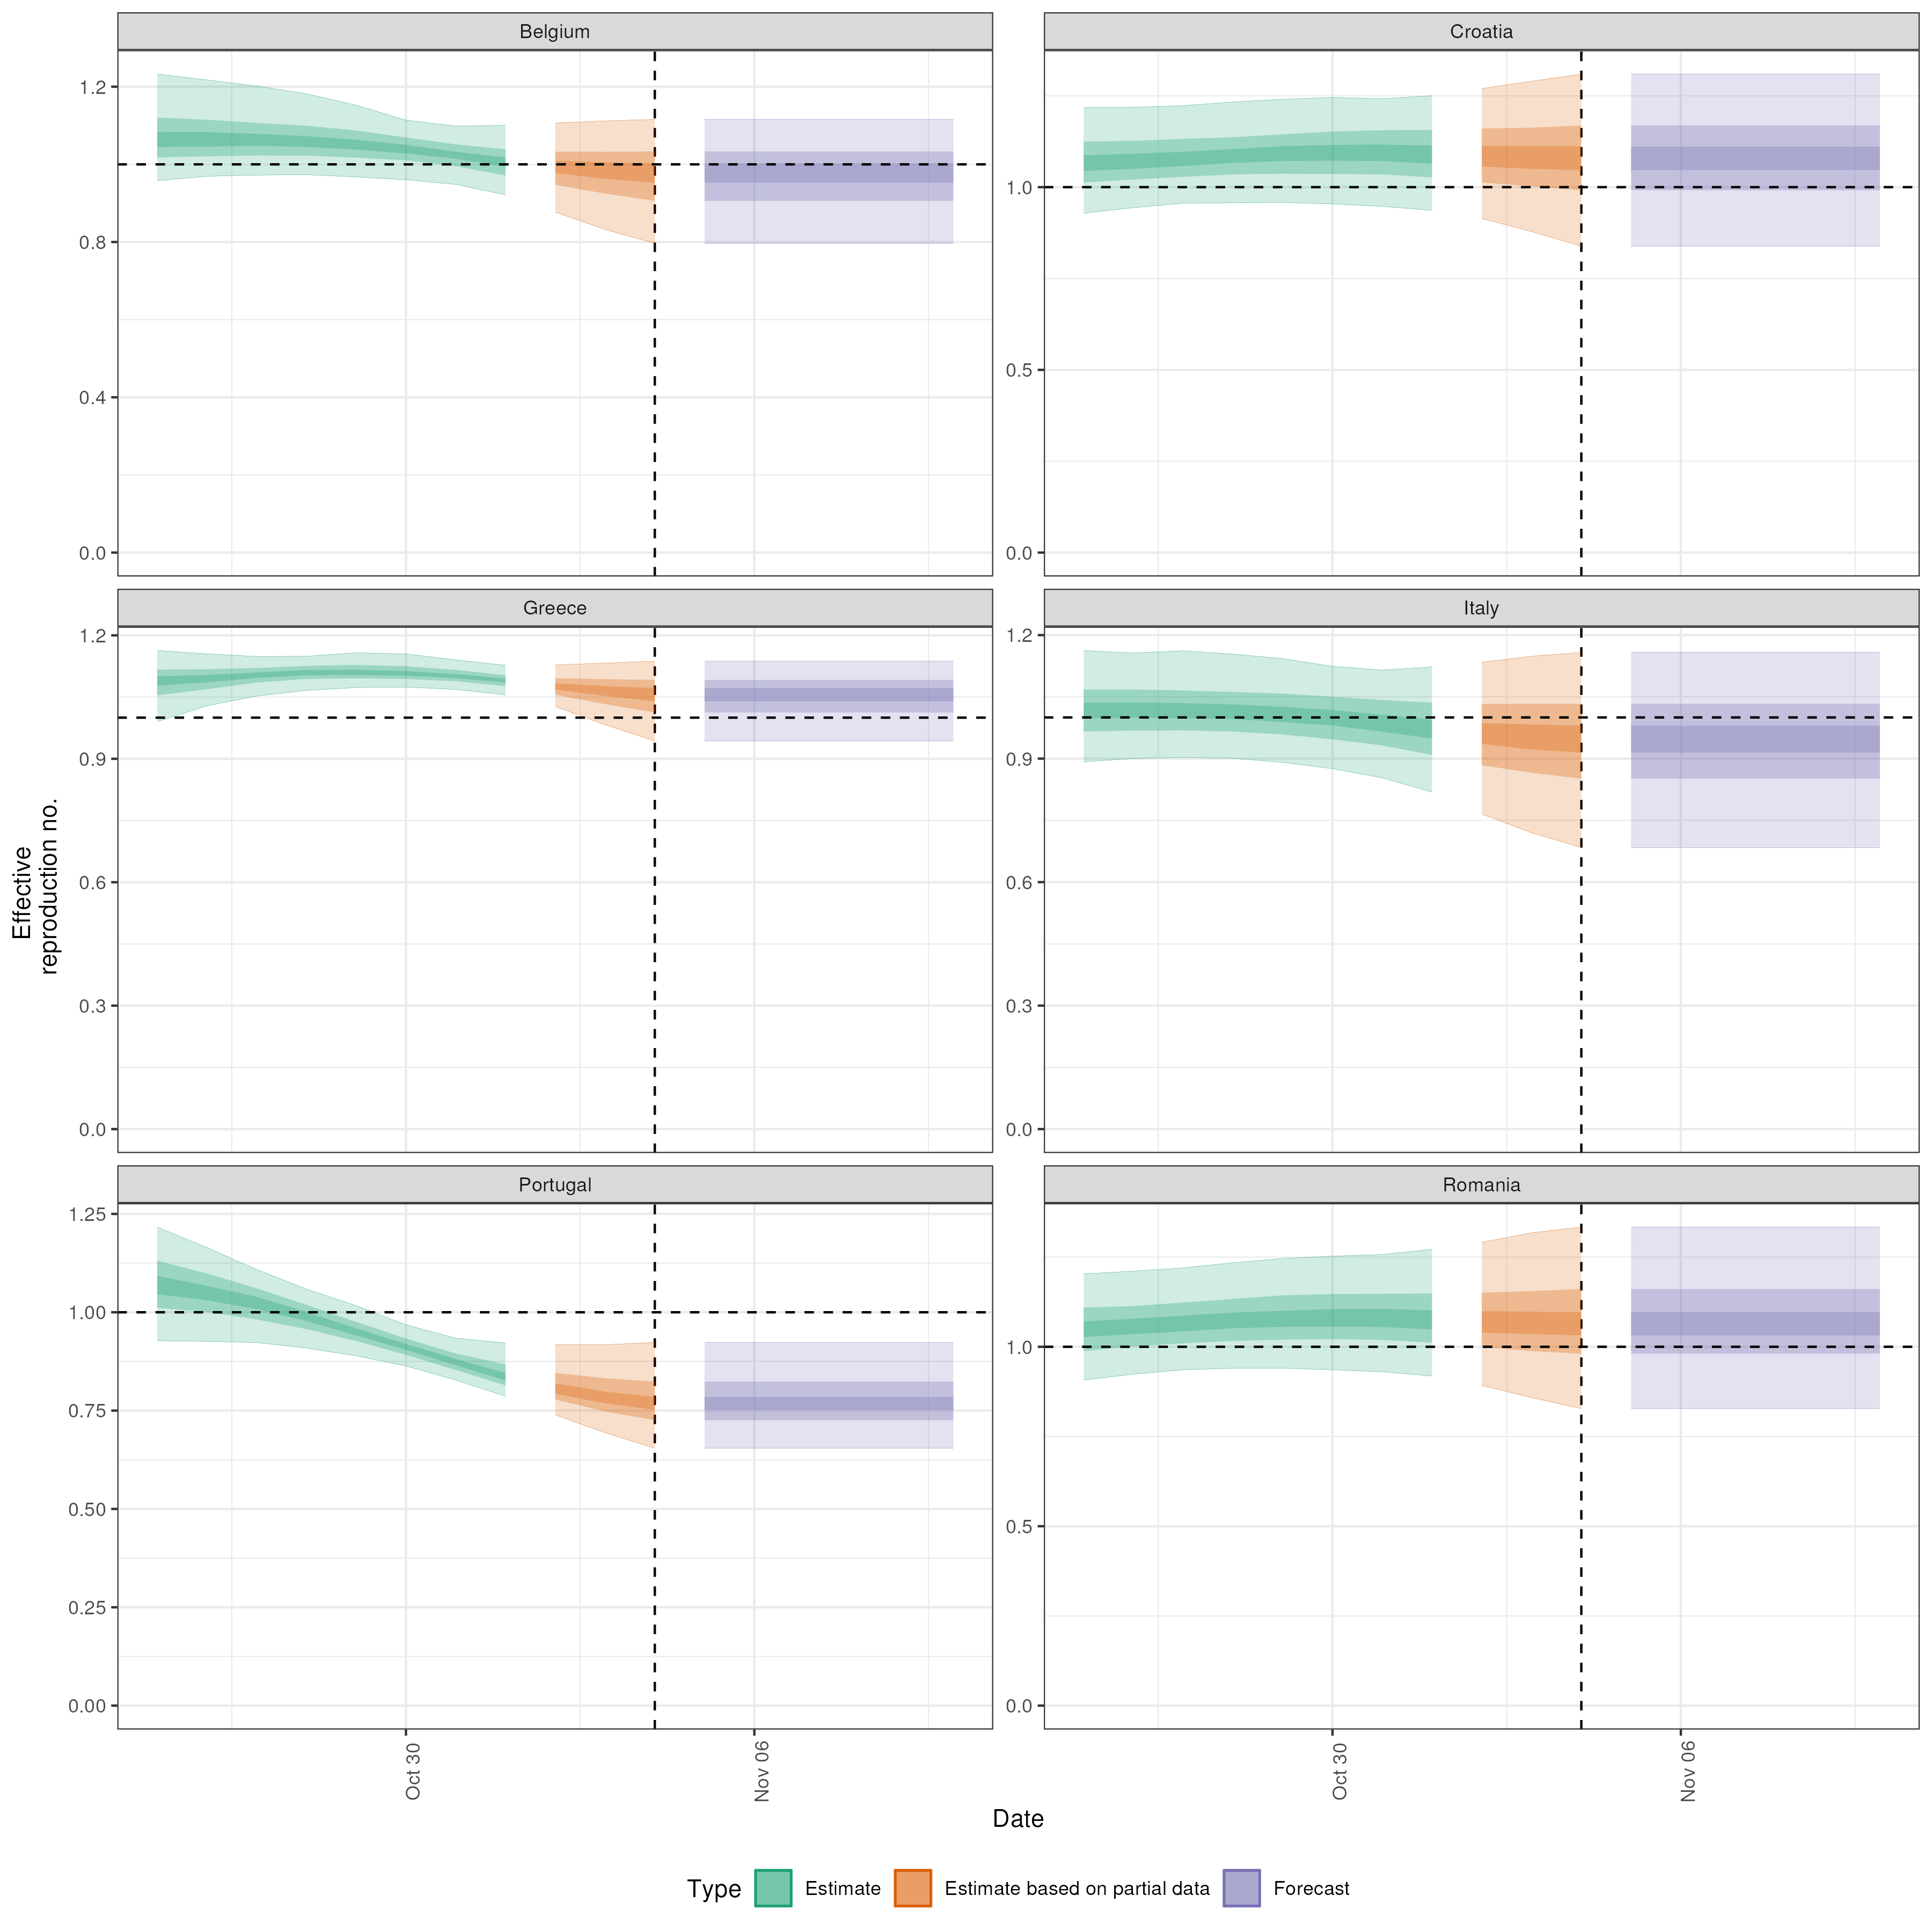 Belgium
Croatia
1.2
0.8
0.4
0.0
1.0
0.5
0.0
Greece
Italy
1.2
0.9
0.6
0.3
0.0
1.2
0.9
0.6
0.3
0.0
Effective
reproduction no.
Portugal
Romania
1.25
1.00
0.75
0.50
0.25
0.00
1.0
0.5
0.0
Oct 30
Nov 06
Oct 30
Nov 06
Date
Type Estimate Estimate based on partial data Forecast